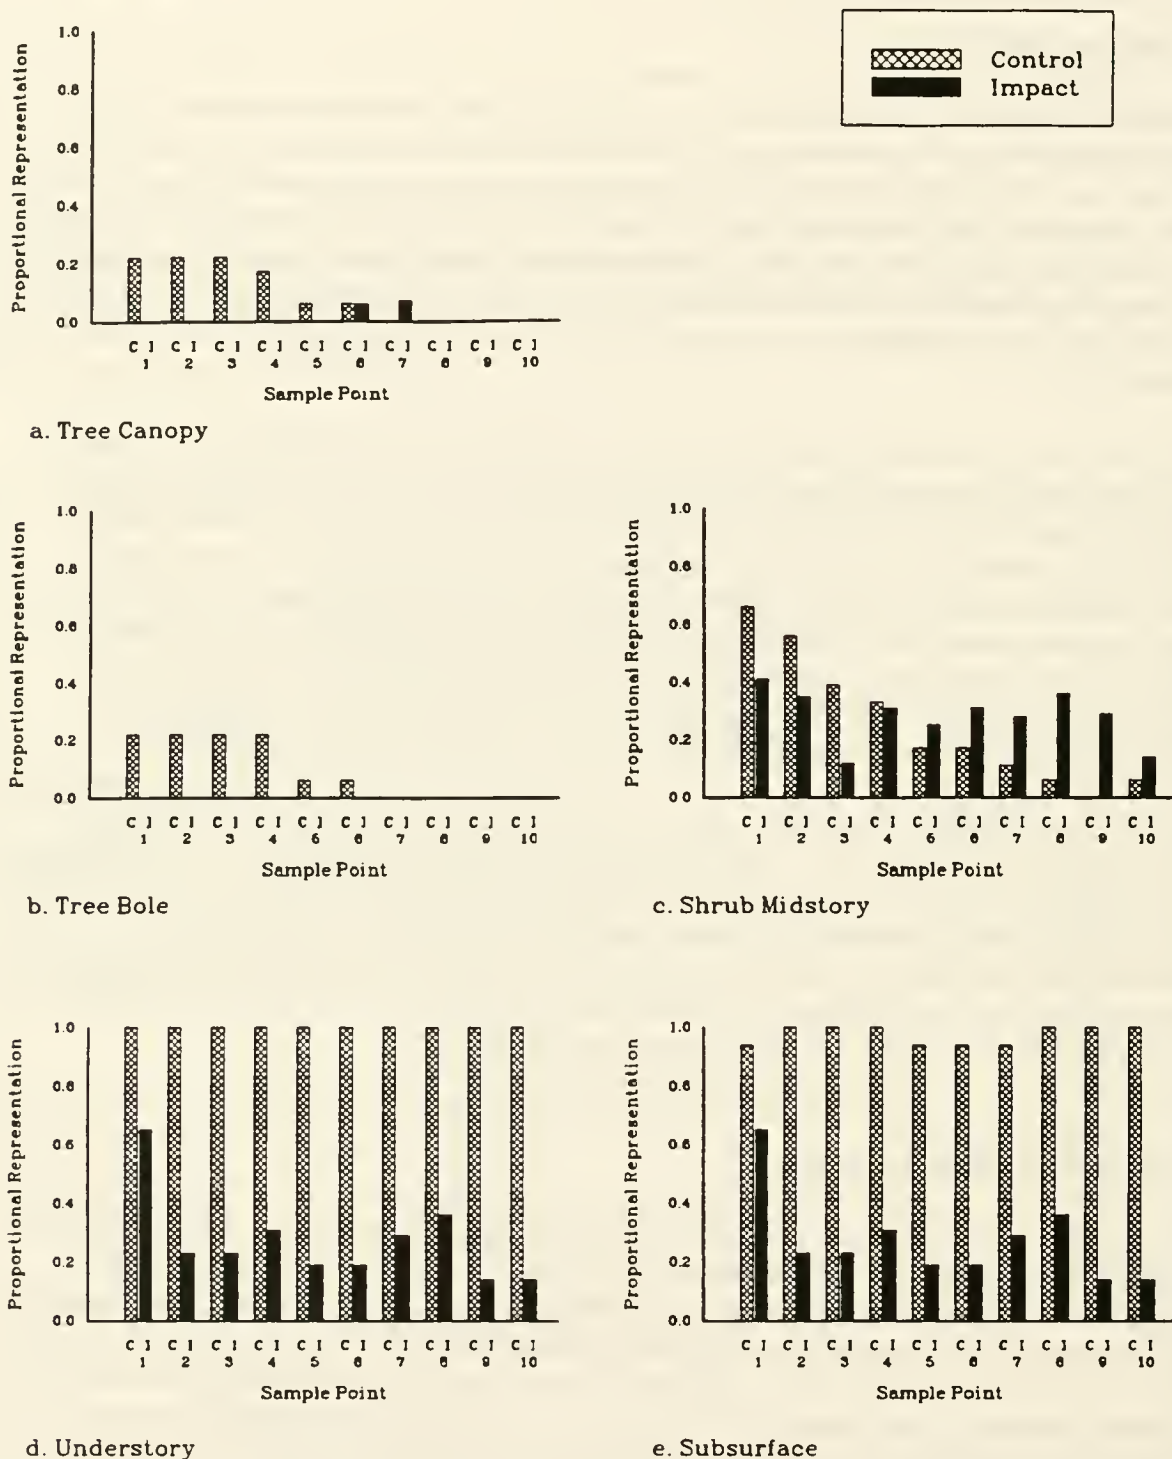 Control
Impact
Proportional Representation
1.0
0.8
0.6
0.4
0.2
0.0
C I C I C I C I C I C I C I C I C I C I
1 2 3 4 5 6 7 8 9 10
Sample Point
a. Tree Canopy
Proportional Representation
1.0
0.8
0.6
0.4
0.2
0.0
C I C I C I C I C I C I C I C I C I C I
1 2 3 4 5 6 7 8 9 10
Sample Point
b. Tree Bole
Proportional Representation
1.0
0.8
0.6
0.4
0.2
0.0
C I C I C I C I C I C I C I C I C I C I
1 2 3 4 5 6 7 8 9 10
Sample Point
c. Shrub Midstory
Proportional Representation
1.0
0.8
0.6
0.4
0.2
0.0
C I C I C I C I C I C I C I C I C I C I
1 2 3 4 5 6 7 8 9 10
Sample Point
d. Understory
Proportional Representation
1.0
0.8
0.6
0.4
0.2
0.0
C I C I C I C I C I C I C I C I C I C I
1 2 3 4 5 6 7 8 9 10
Sample Point
e. Subsurface